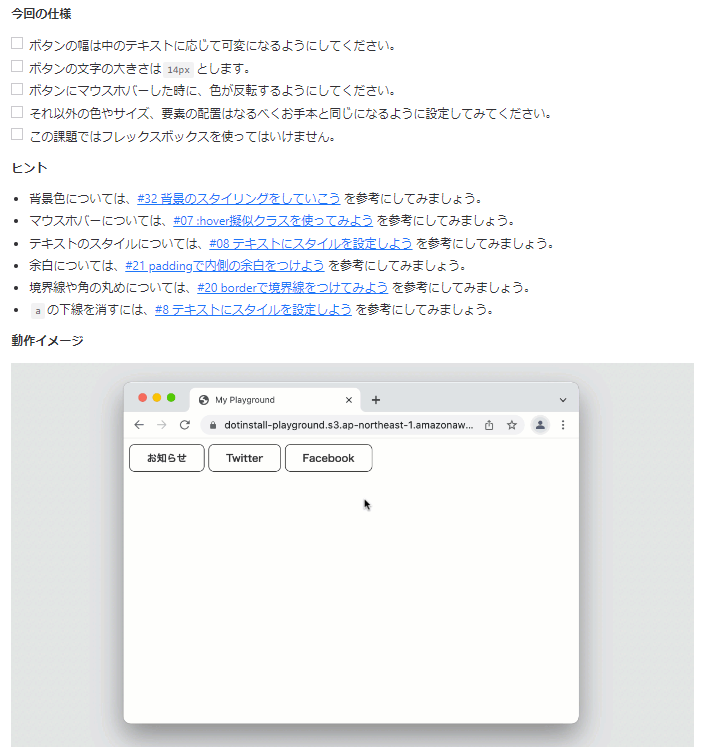 今回の仕様
ボタンの幅は中のテキストに応じて可変になるようにしてください。
ボタンの文字の大きさは 14px とします。
ボタンにマウスホバーした時に、色が反転するようにしてください。
それ以外の色やサイズ、要素の配置はなるべくお手本と同じになるように設定してみてください。
この課題ではフレックスボックスを使ってはいけません。
ヒント
背景色については、#32 背景のスタイリングをしていこう を参考にしてみましょう。
マウスホバーについては、#07 :hover擬似クラスを使ってみよう を参考にしてみましょう。
テキストのスタイルについては、#08 テキストにスタイルを設定しよう を参考にしてみましょう。
余白については、#21 paddingで内側の余白をつけよう を参考にしてみましょう。
境界線や角の丸めについては、#20 borderで境界線をつけてみよう を参考にしてみましょう。
a の下線を消すには、#8 テキストにスタイルを設定しよう を参考にしてみましょう。
動作イメージ
My Playground
dotinstall-playground.s3.ap-northeast-1.amazonaw...
お知らせ Twitter Facebook